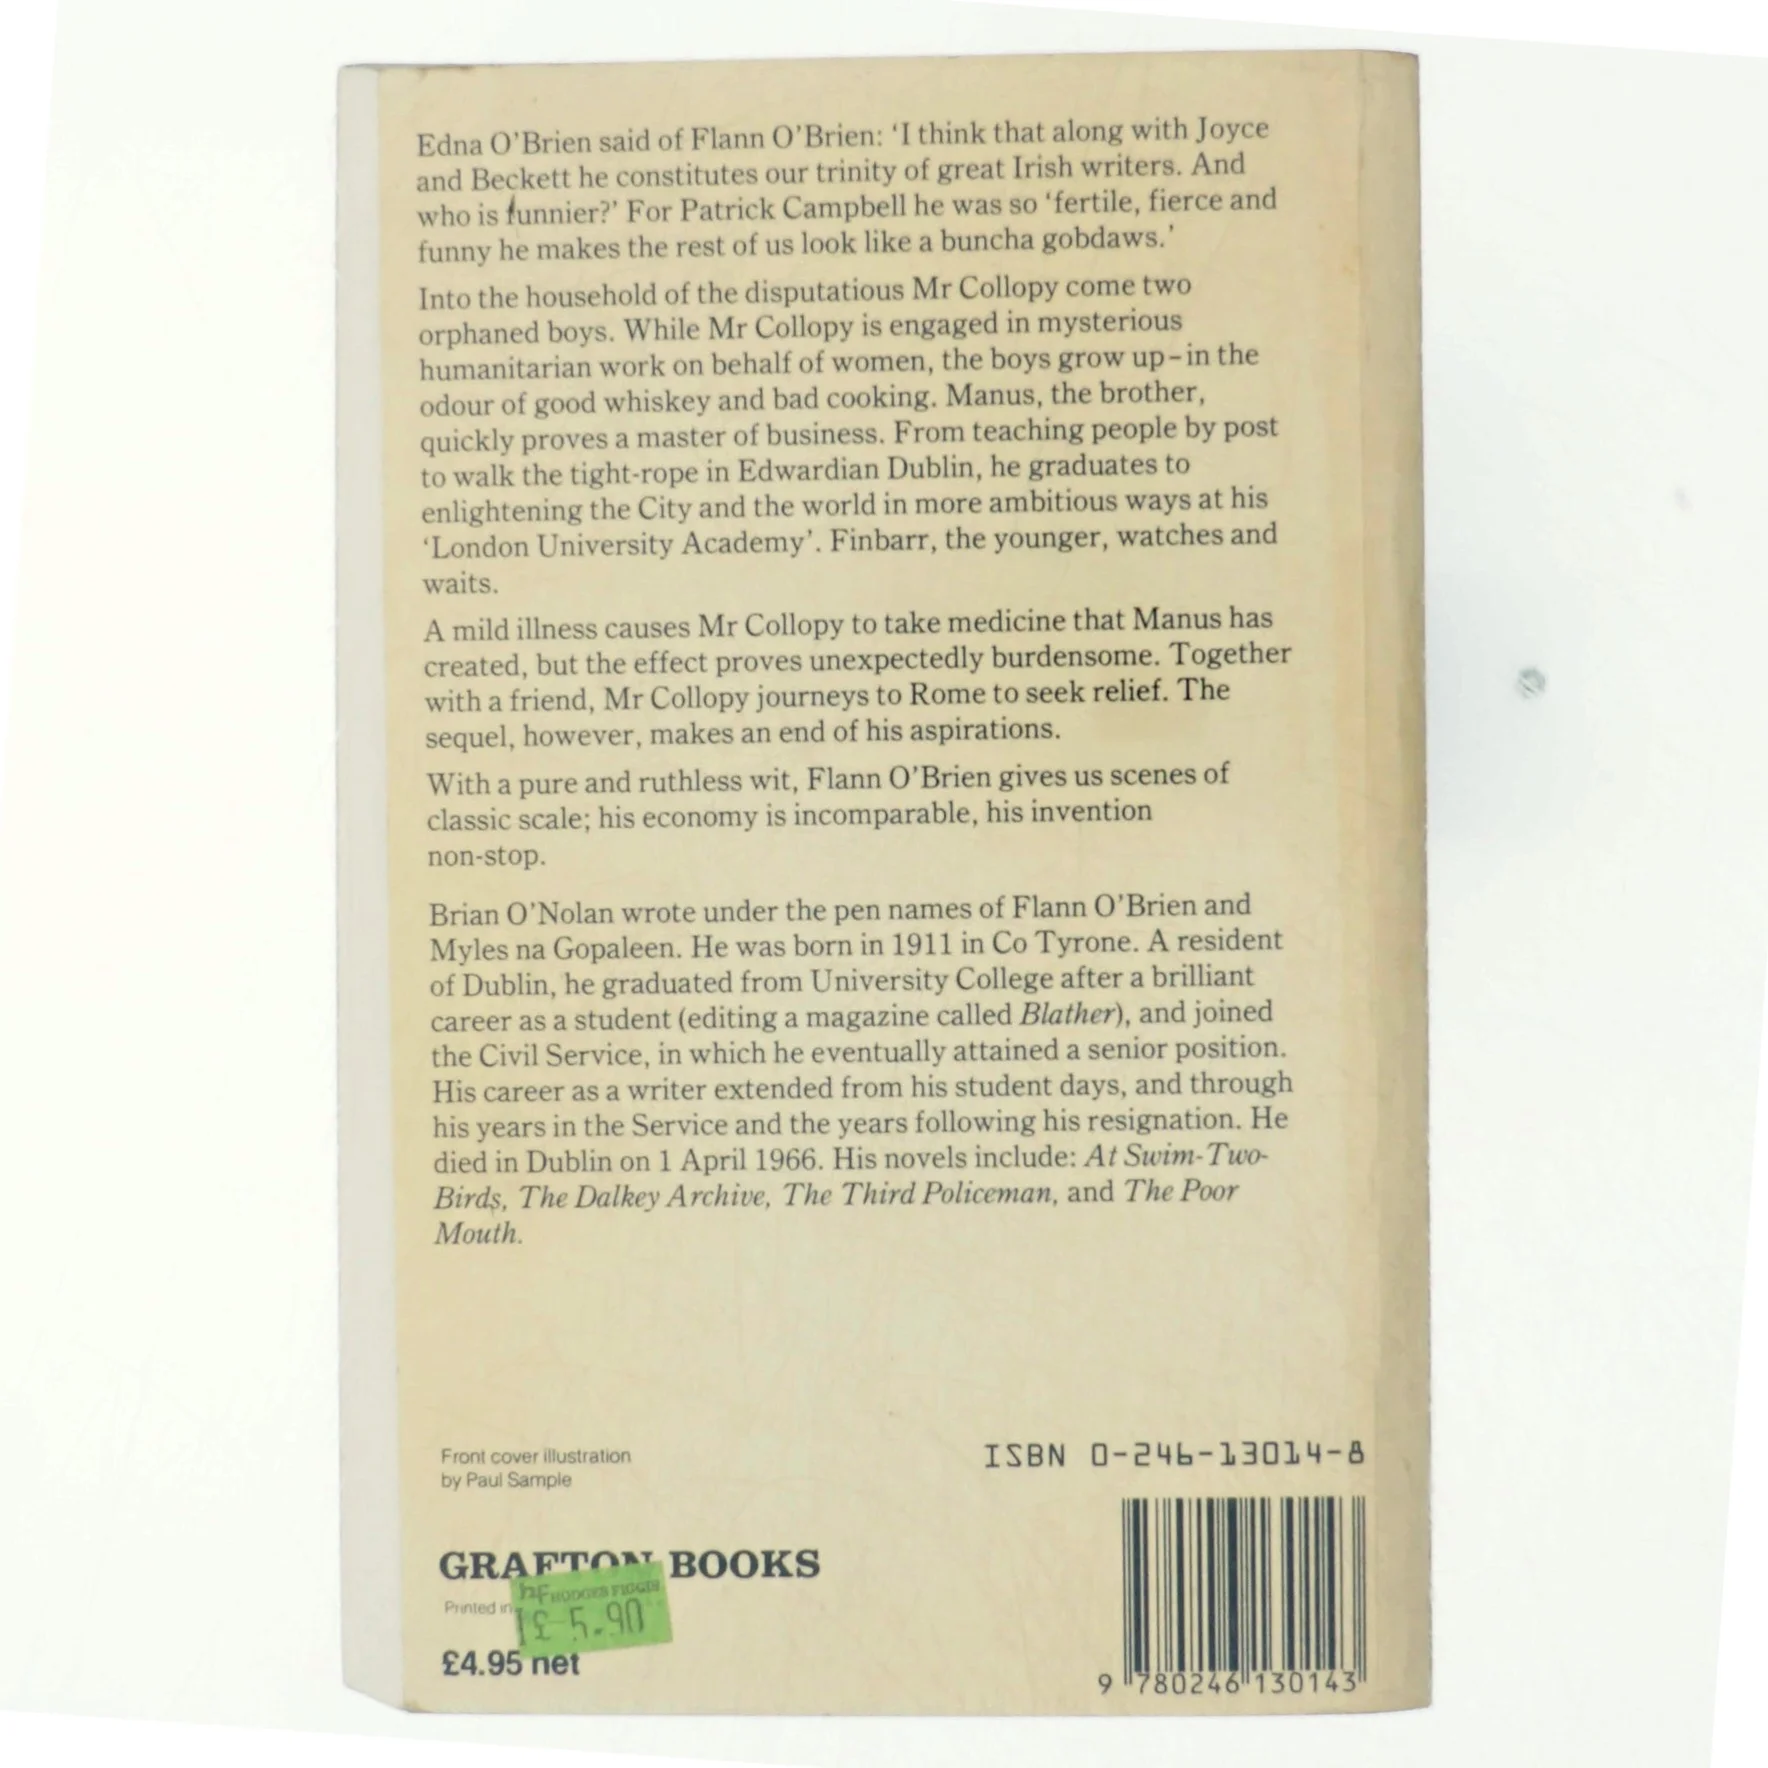 Edna O'Brien said of Flann O'Brien: ‘I think that along with Joyce
and Beckett he constitutes our trinity of great Irish writers. And
who is funnier?’ For Patrick Campbell he was so ‘fertile, fierce and
funny he makes the rest of us look like a buncha gobdaws.’
Into the household of the disputatious Mr Collopy come two
orphaned boys. While Mr Collopy is engaged in mysterious
humanitarian work on behalf of women, the boys grow up – in the
odour of good whiskey and bad cooking. Manus, the brother,
quickly proves a master of business. From teaching people by post
to walk the tight-rope in Edwardian Dublin, he graduates to
enlightening the City and the world in more ambitious ways at his
‘London University Academy’. Finbarr, the younger, watches and
waits.
A mild illness causes Mr Collopy to take medicine that Manus has
created, but the effect proves unexpectedly burdensome. Together
with a friend, Mr Collopy journeys to Rome to seek relief. The
sequel, however, makes an end of his aspirations.
With a pure and ruthless wit, Flann O'Brien gives us scenes of
classic scale; his economy is incomparable, his invention
non-stop.
Brian O'Nolan wrote under the pen names of Flann O'Brien and
Myles na Gopaleen. He was born in 1911 in Co Tyrone. A resident
of Dublin, he graduated from University College after a brilliant
career as a student (editing a magazine called Blather), and joined
the Civil Service, in which he eventually attained a senior position.
His career as a writer extended from his student days, and through
his years in the Service and the years following his resignation. He
died in Dublin on 1 April 1966. His novels include: At Swim-Two-
Birds, The Dalkey Archive, The Third Policeman, and The Poor
Mouth.
Front cover illustration
by Paul Sample
ISBN 0-246-13014-8
GRAFTON BOOKS
Printed in
HF HODGES FIGGIS
I£ 5.90
£4.95 net
9 780246 130143